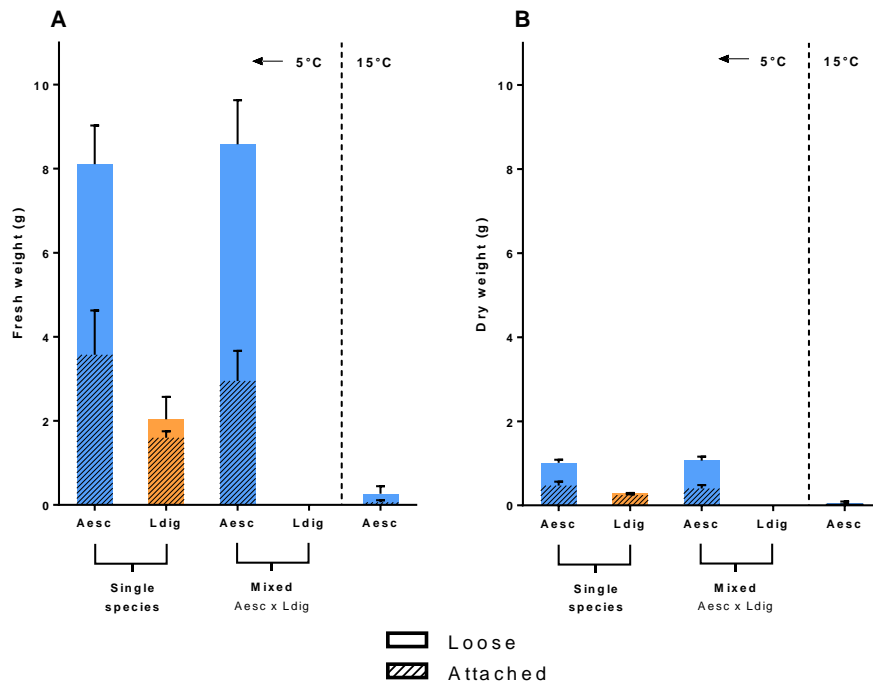 A
5°C 15°C
10
8
6
4
2
0
Fresh weight (g)
Aesc Ldig Aesc Ldig Aesc
Single species
Mixed
Aesc x Ldig
B
5°C 15°C
10
8
6
4
2
0
Dry weight (g)
Aesc Ldig Aesc Ldig Aesc
Single species
Mixed
Aesc x Ldig
Loose
Attached